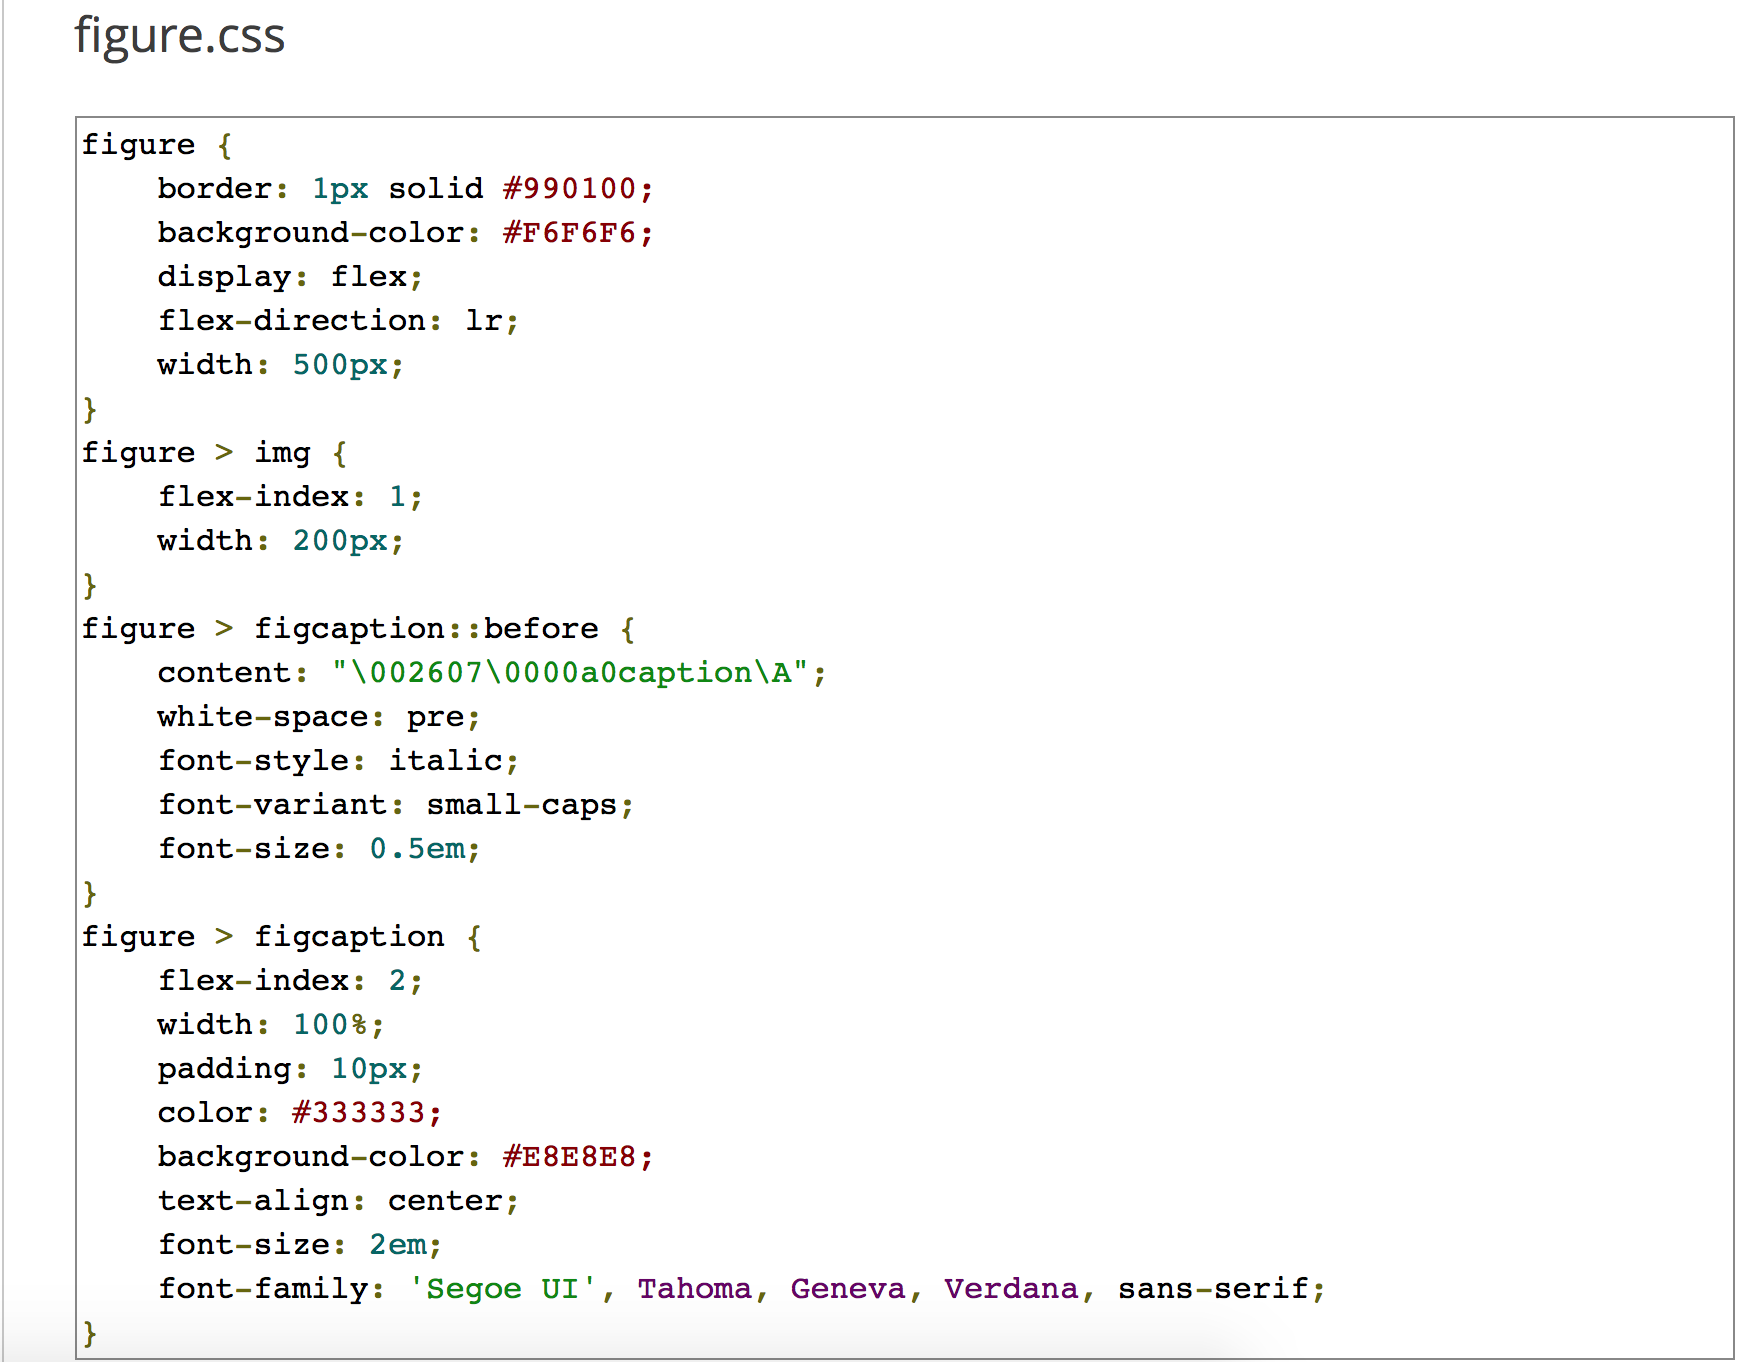 figure.css
figure {
    border: 1px solid #990100;
    background-color: #F6F6F6;
    display: flex;
    flex-direction: lr;
    width: 500px;
}
figure > img {
    flex-index: 1;
    width: 200px;
}
figure > figcaption::before {
    content: "\002607\0000a0caption\A";
    white-space: pre;
    font-style: italic;
    font-variant: small-caps;
    font-size: 0.5em;
}
figure > figcaption {
    flex-index: 2;
    width: 100%;
    padding: 10px;
    color: #333333;
    background-color: #E8E8E8;
    text-align: center;
    font-size: 2em;
    font-family: 'Segoe UI', Tahoma, Geneva, Verdana, sans-serif;
}